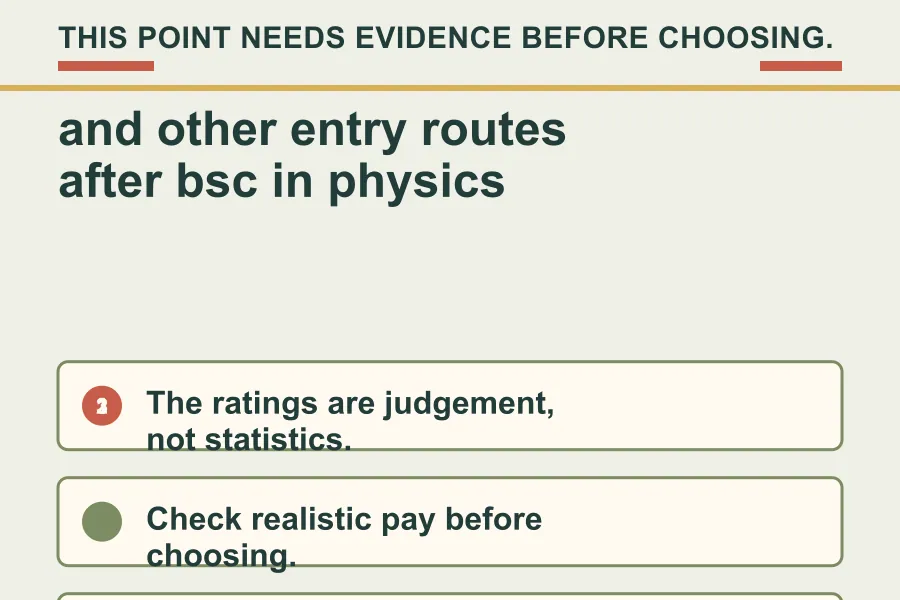 THIS POINT NEEDS EVIDENCE BEFORE CHOOSING.
and other entry routes
after bsc in physics
The ratings are judgement,
not statistics.
Check realistic pay before
choosing.